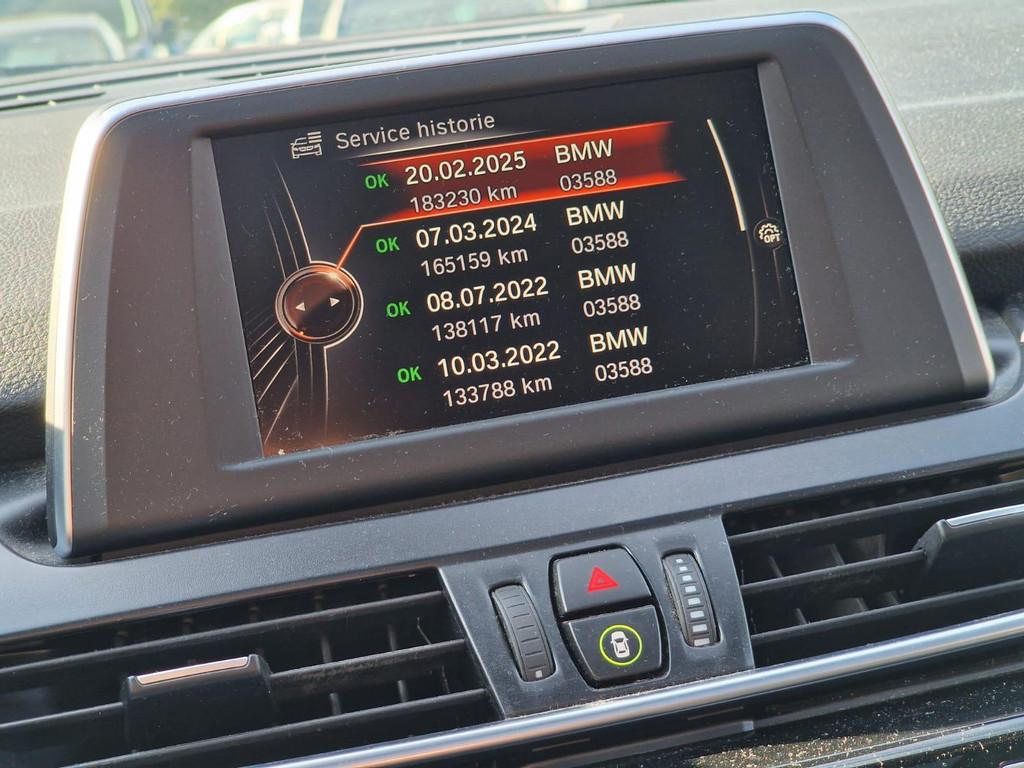 Service historie
OK 20.02.2025 BMW
183230 km 03588
OK 07.03.2024 BMW
165159 km 03588
OK 08.07.2022 BMW
138117 km 03588
OK 10.03.2022 BMW
133788 km 03588
OPT